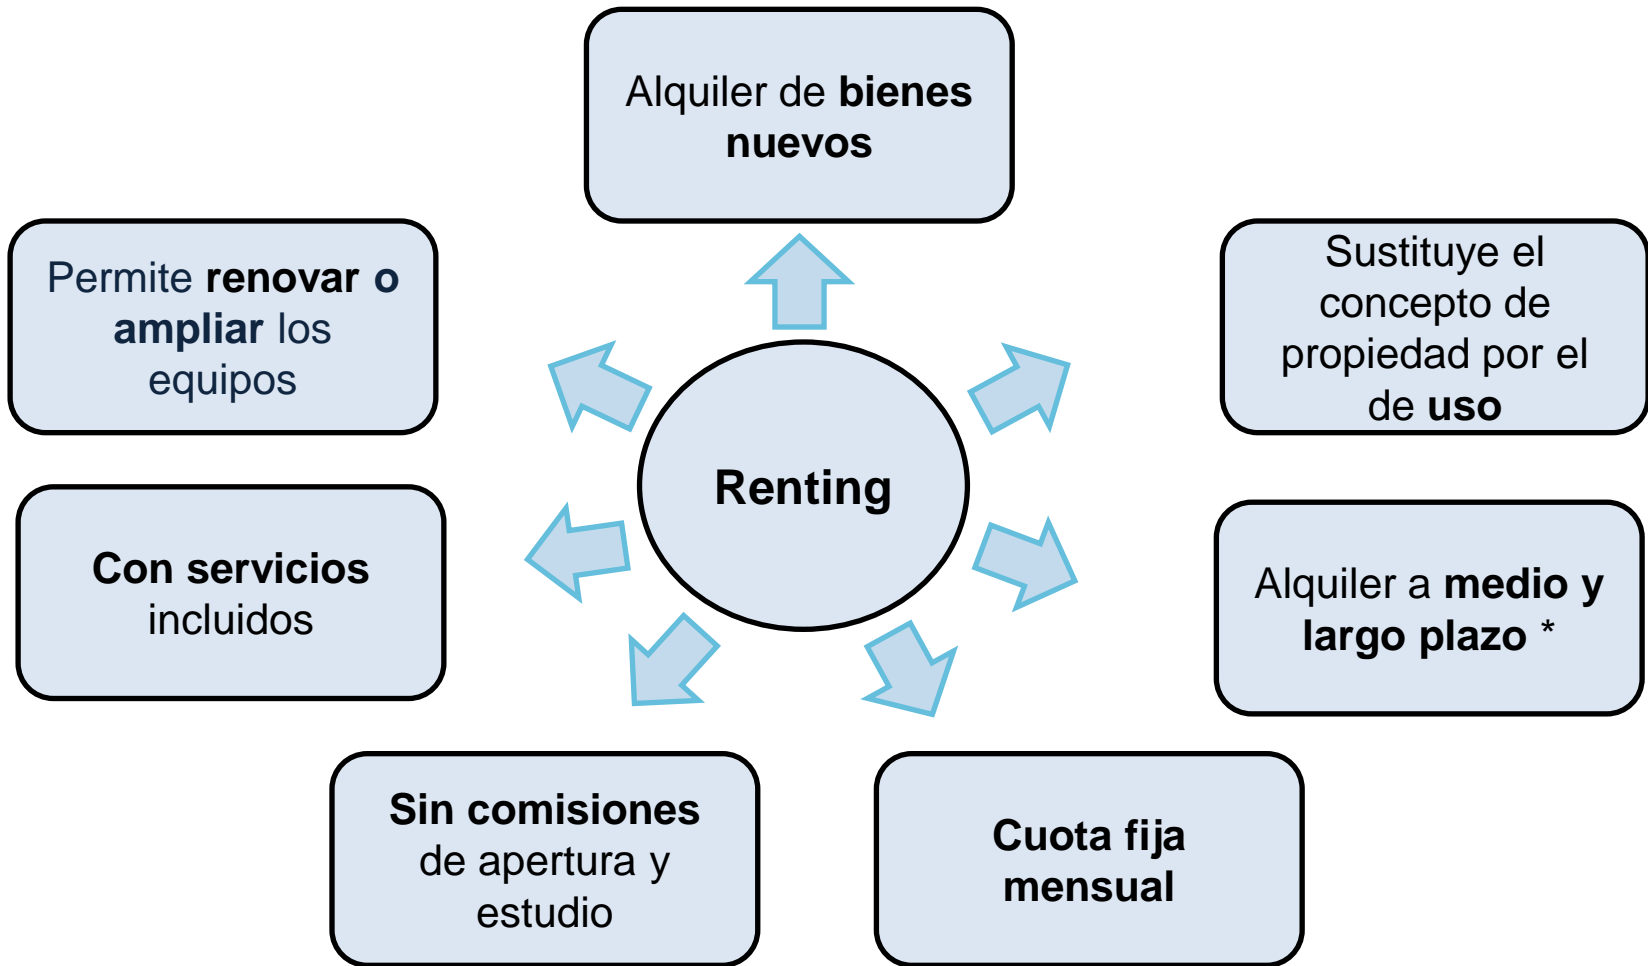 Alquiler de bienes
nuevos
Permite renovar o
ampliar los
equipos
Sustituye el
concepto de
propiedad por el
de uso
Renting
Con servicios
incluidos
Alquiler a medio y
largo plazo *
Sin comisiones
de apertura y
estudio
Cuota fija
mensual